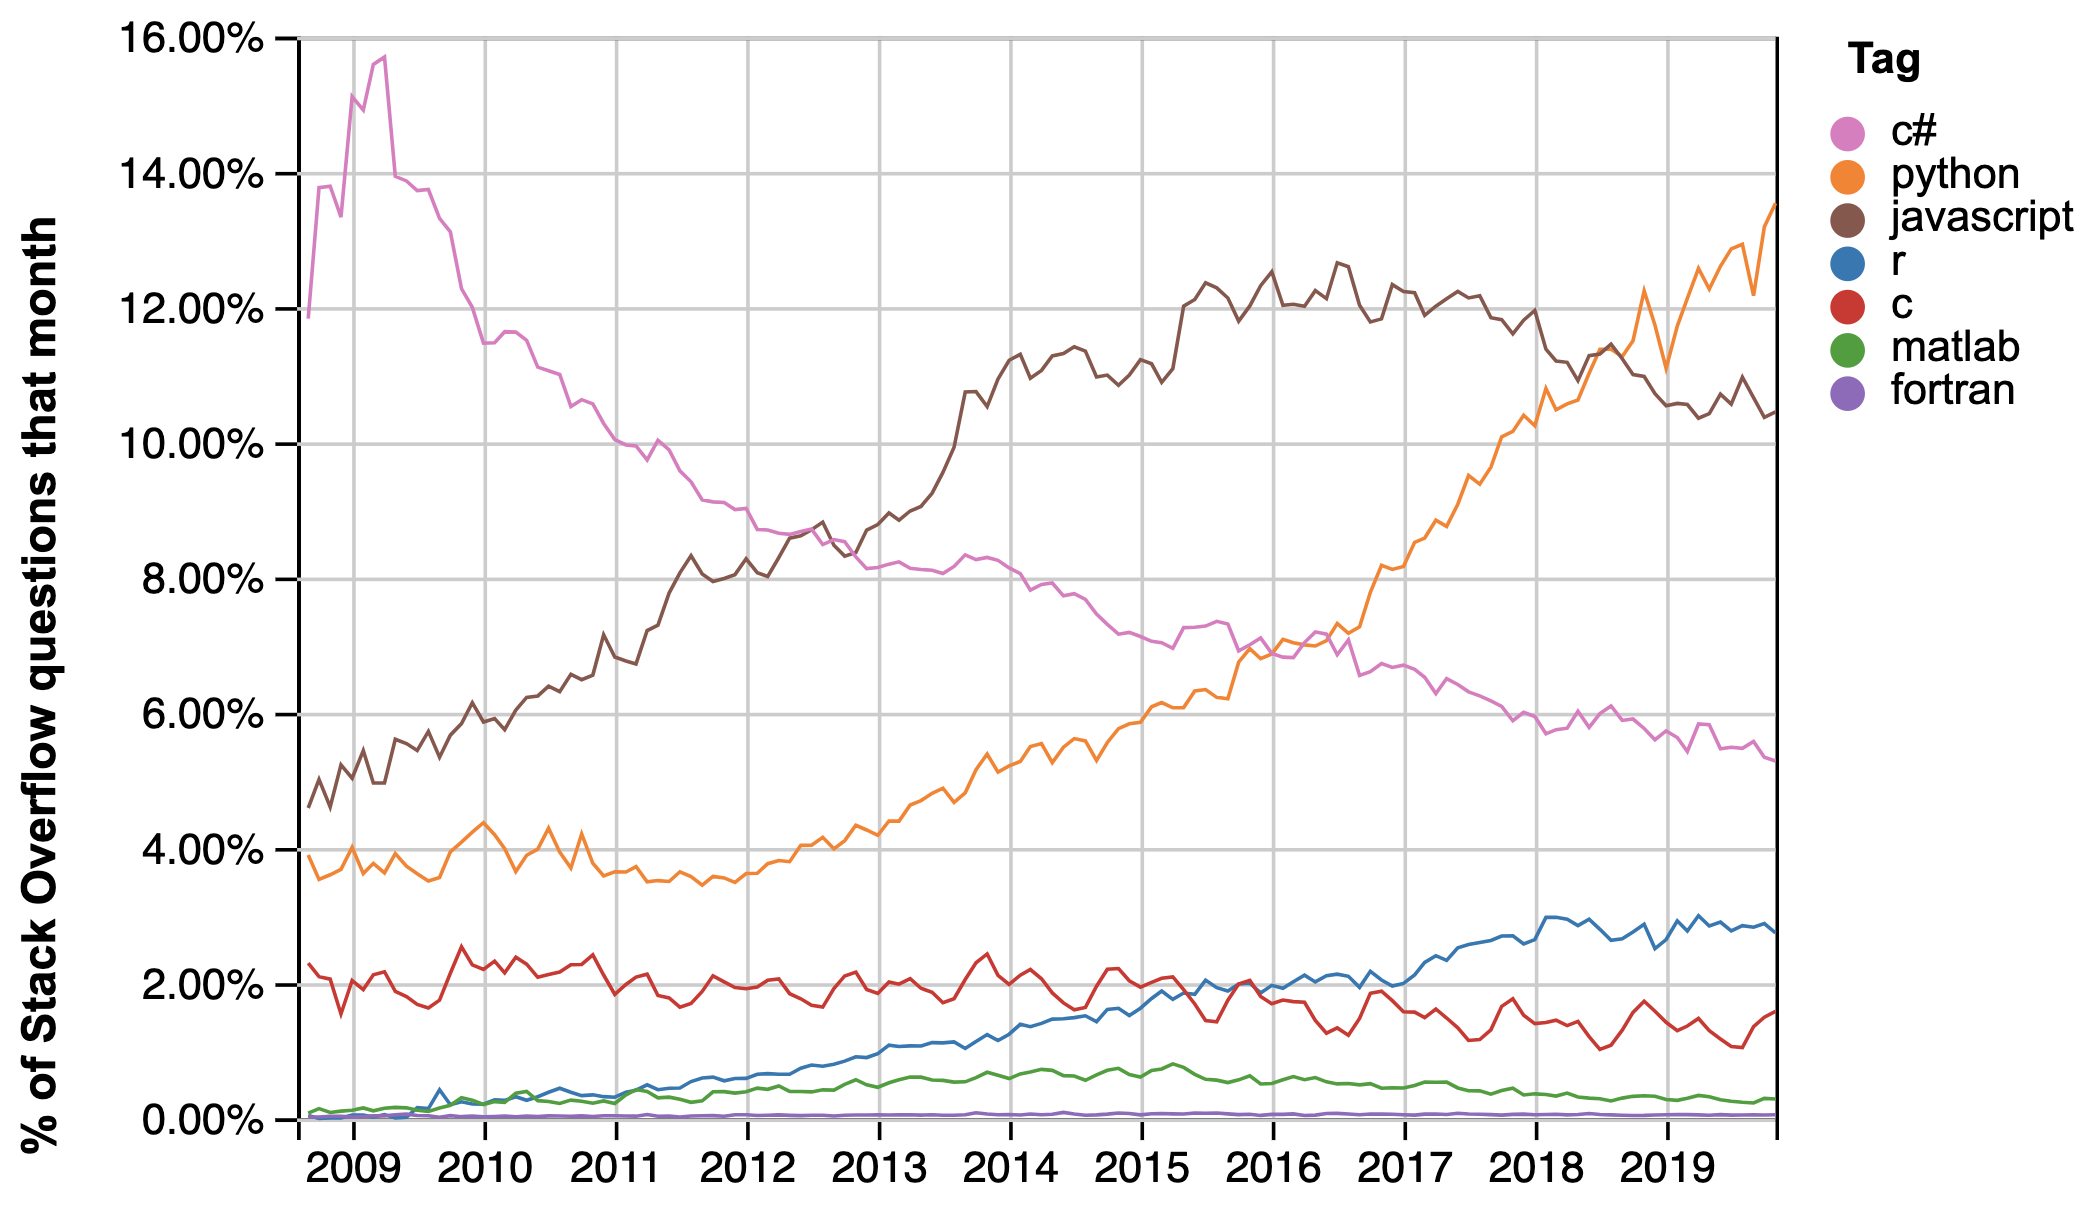 % of Stack Overflow questions that month
16.00%
14.00%
12.00%
10.00%
8.00%
6.00%
4.00%
2.00%
0.00%
2009 2010 2011 2012 2013 2014 2015 2016 2017 2018 2019
Tag
c#
python
javascript
r
c
matlab
fortran